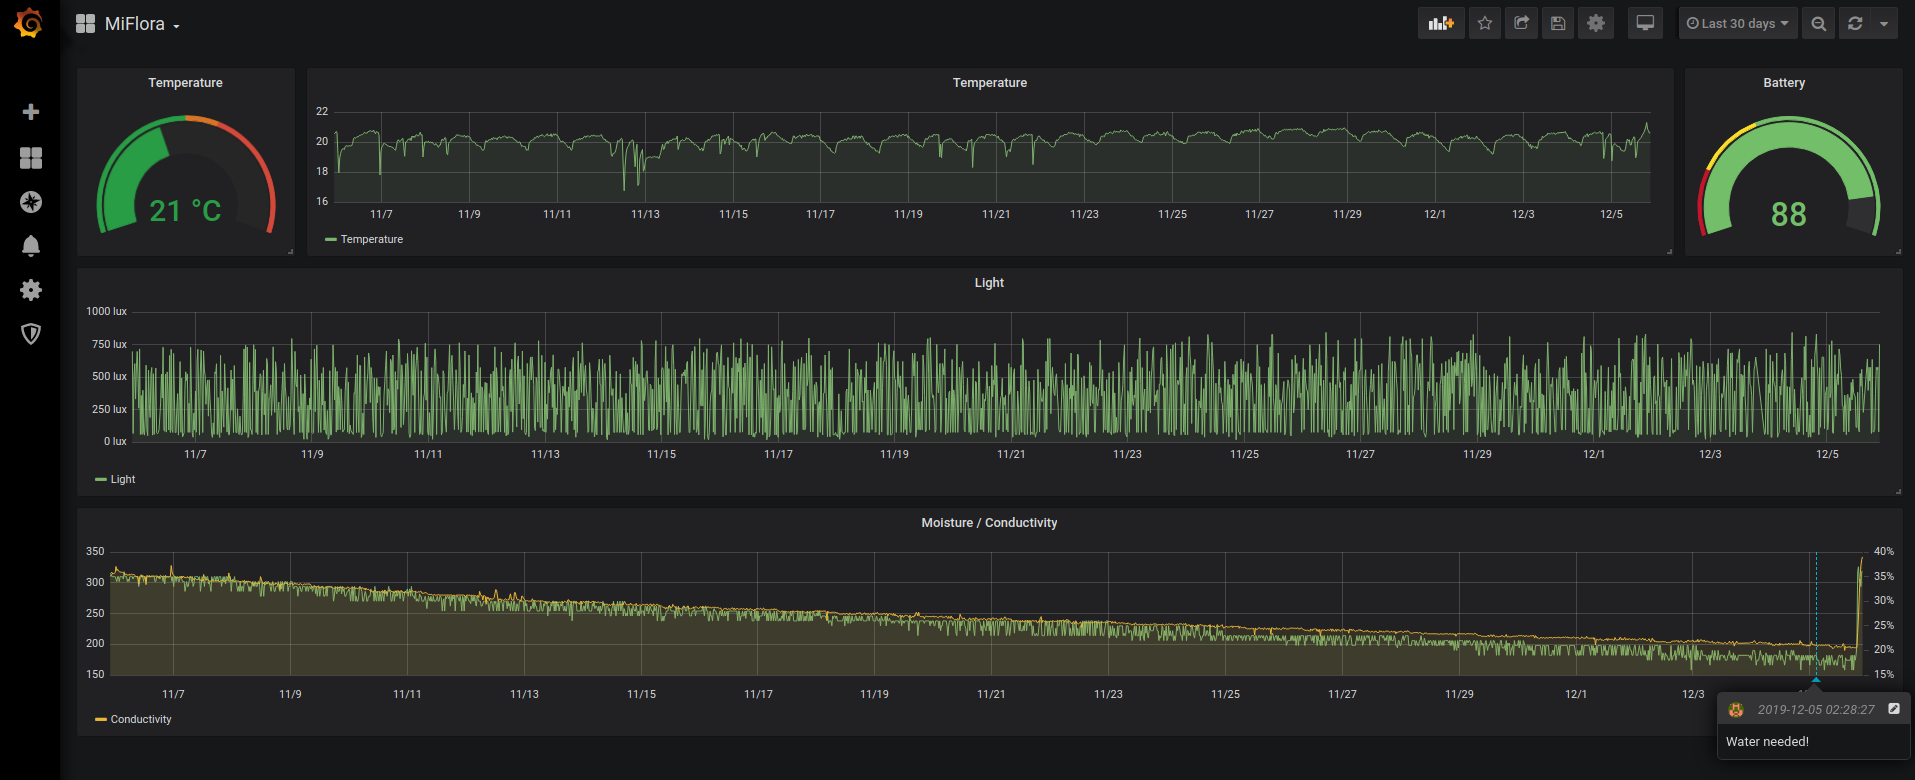 MiFlora
Last 30 days
Temperature
21 °C
Temperature
22
20
18
16
11/7 11/9 11/11 11/13 11/15 11/17 11/19 11/21 11/23 11/25 11/27 11/29 12/1 12/3 12/5
Temperature
Battery
88
Light
1000 lux
750 lux
500 lux
250 lux
0 lux
11/7 11/9 11/11 11/13 11/15 11/17 11/19 11/21 11/23 11/25 11/27 11/29 12/1 12/3 12/5
Light
Moisture / Conductivity
350 40%
300 35%
250 30%
200 25%
150 20%
15%
11/7 11/9 11/11 11/13 11/15 11/17 11/19 11/21 11/23 11/25 11/27 11/29 12/1 12/3
Conductivity
2019-12-05 02:28:27
Water needed!